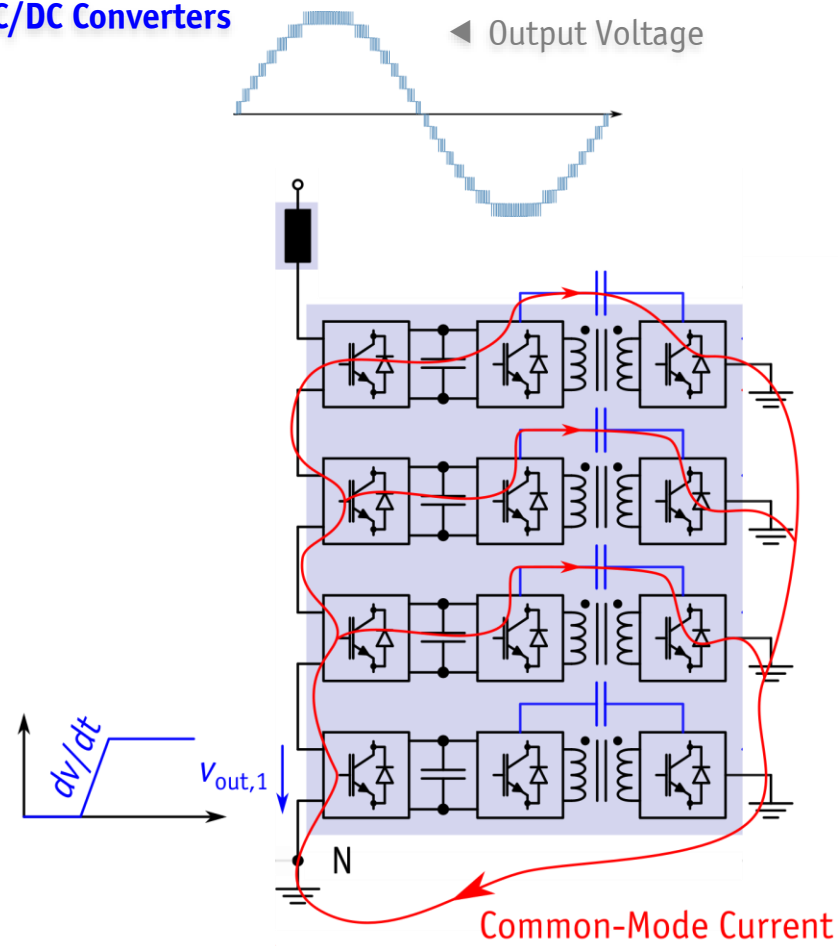 C/DC Converters
◄ Output Voltage
dv/dt
vout,1
N
Common-Mode Current